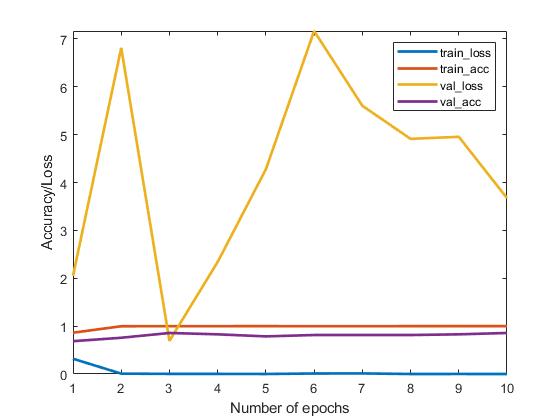 7
6
5
4
3
2
1
0
Accuracy/Loss
train_loss
train_acc
val_loss
val_acc
1 2 3 4 5 6 7 8 9 10
Number of epochs